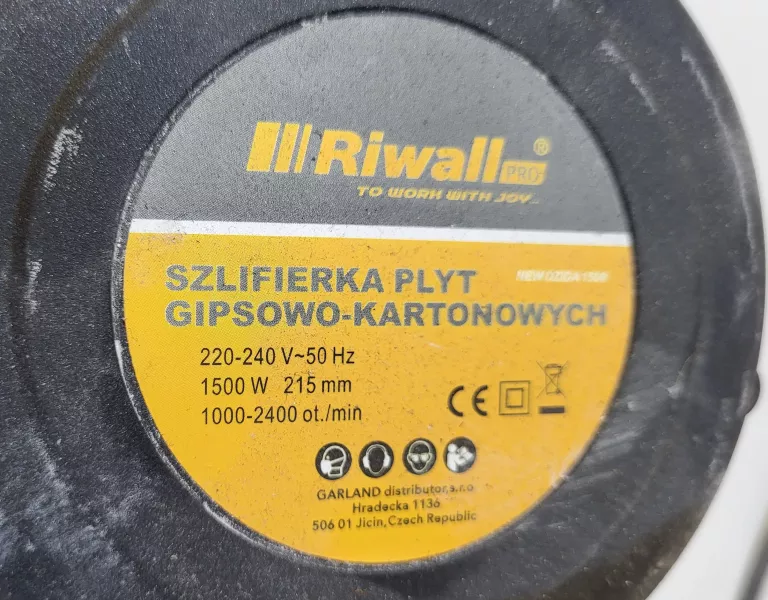 Riwall PRO ®
TO WORK WITH JOY...
SZLIFIERKA PLYT
GIPSOWO-KARTONOWYCH
220-240 V~50 Hz
1500 W 215 mm
1000-2400 ot./min
CE
GARLAND distributor, s.r.o
Hradecka 1136
506 01 Jicin, Czech Republic